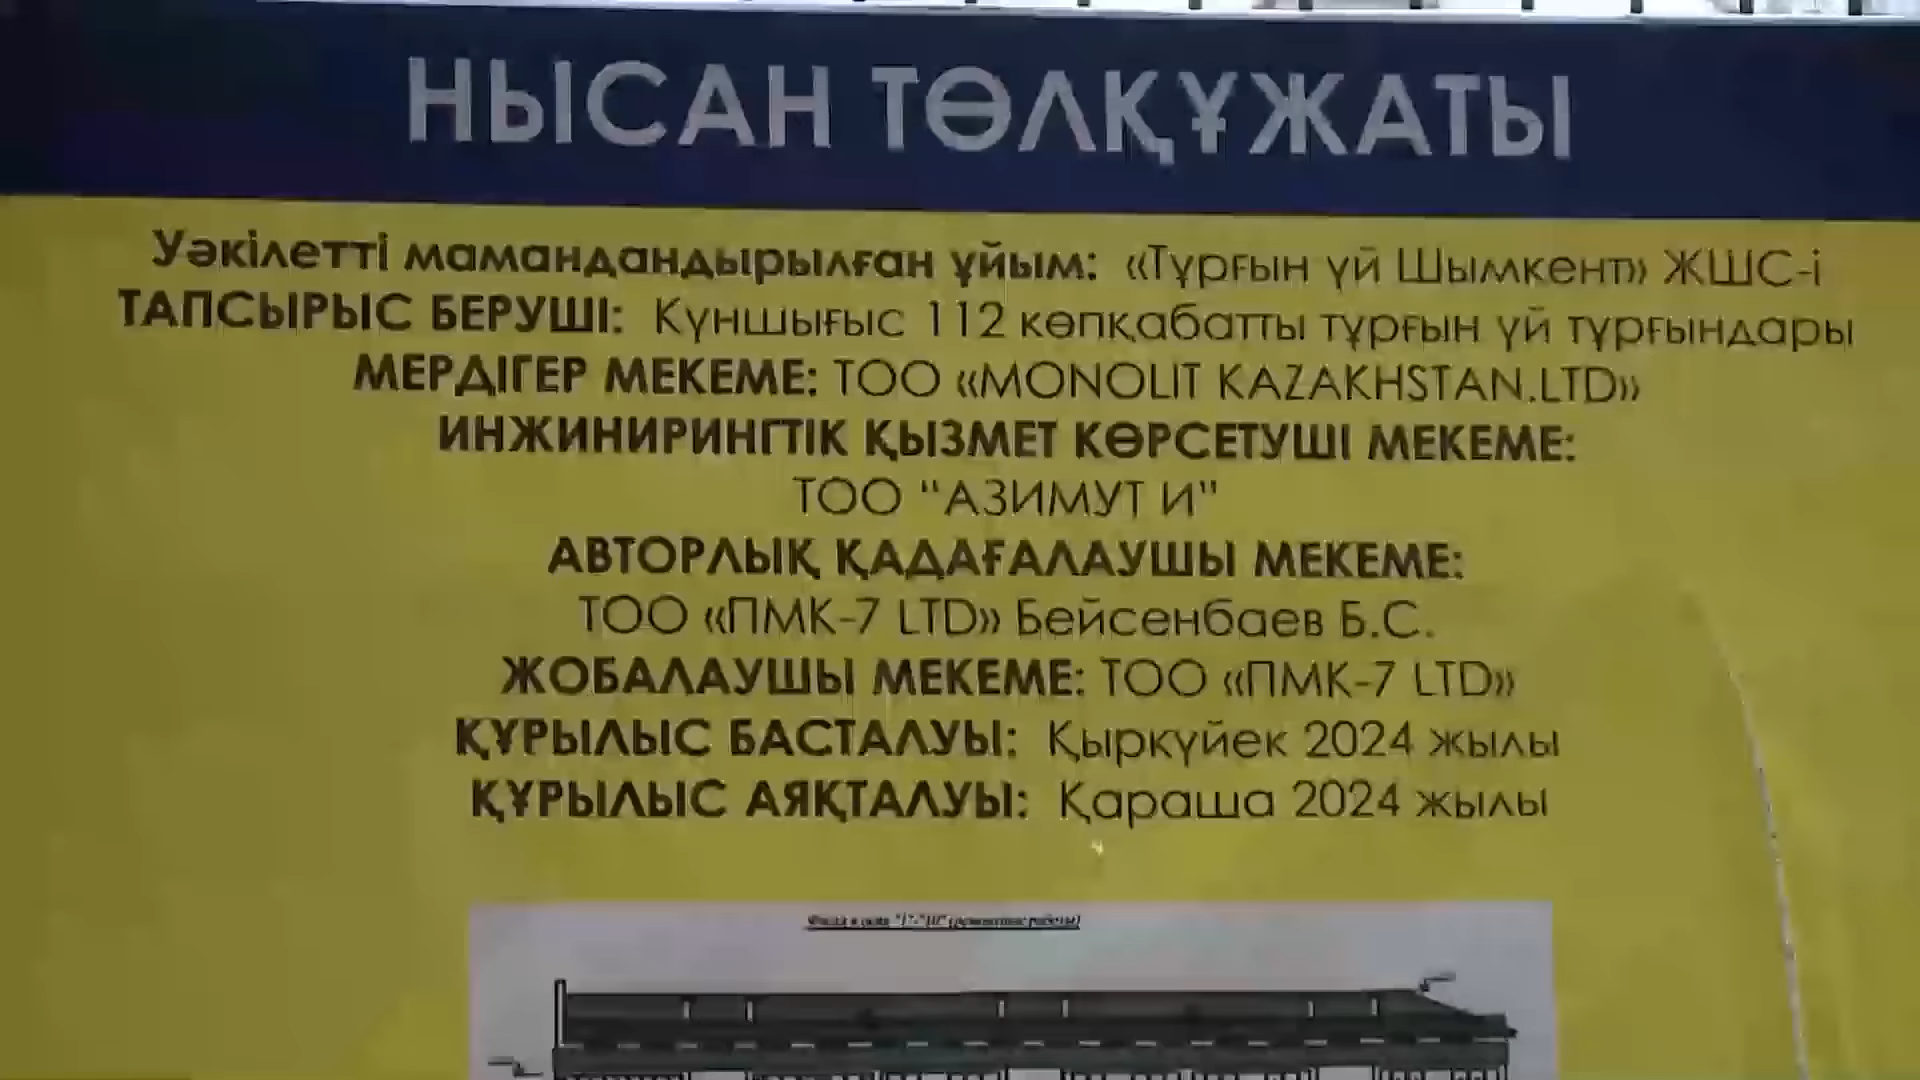 НЫСАН ТӨЛҚҰЖАТЫ
Уәкілетті мамандандырылған ұйым: «Тұрғын үй Шымкент» ЖШС-і
ТАПСЫРЫС БЕРУШІ: Күншығыс 112 көпқабатты тұрғын үй тұрғындары
МЕРДІГЕР МЕКЕМЕ: ТОО «MONOLIT KAZAKHSTAN.LTD»
ИНЖИНИРИНГТІК ҚЫЗМЕТ КӨРСЕТУШІ МЕКЕМЕ:
ТОО "АЗИМУТ И"
АВТОРЛЫҚ ҚАДАҒАЛАУШЫ МЕКЕМЕ:
ТОО «ПМК-7 LTD» Бейсенбаев Б.С.
ЖОБАЛАУШЫ МЕКЕМЕ: ТОО «ПМК-7 LTD»
ҚҰРЫЛЫС БАСТАЛУЫ: Қыркүйек 2024 жылы
ҚҰРЫЛЫС АЯҚТАЛУЫ: Қараша 2024 жылы